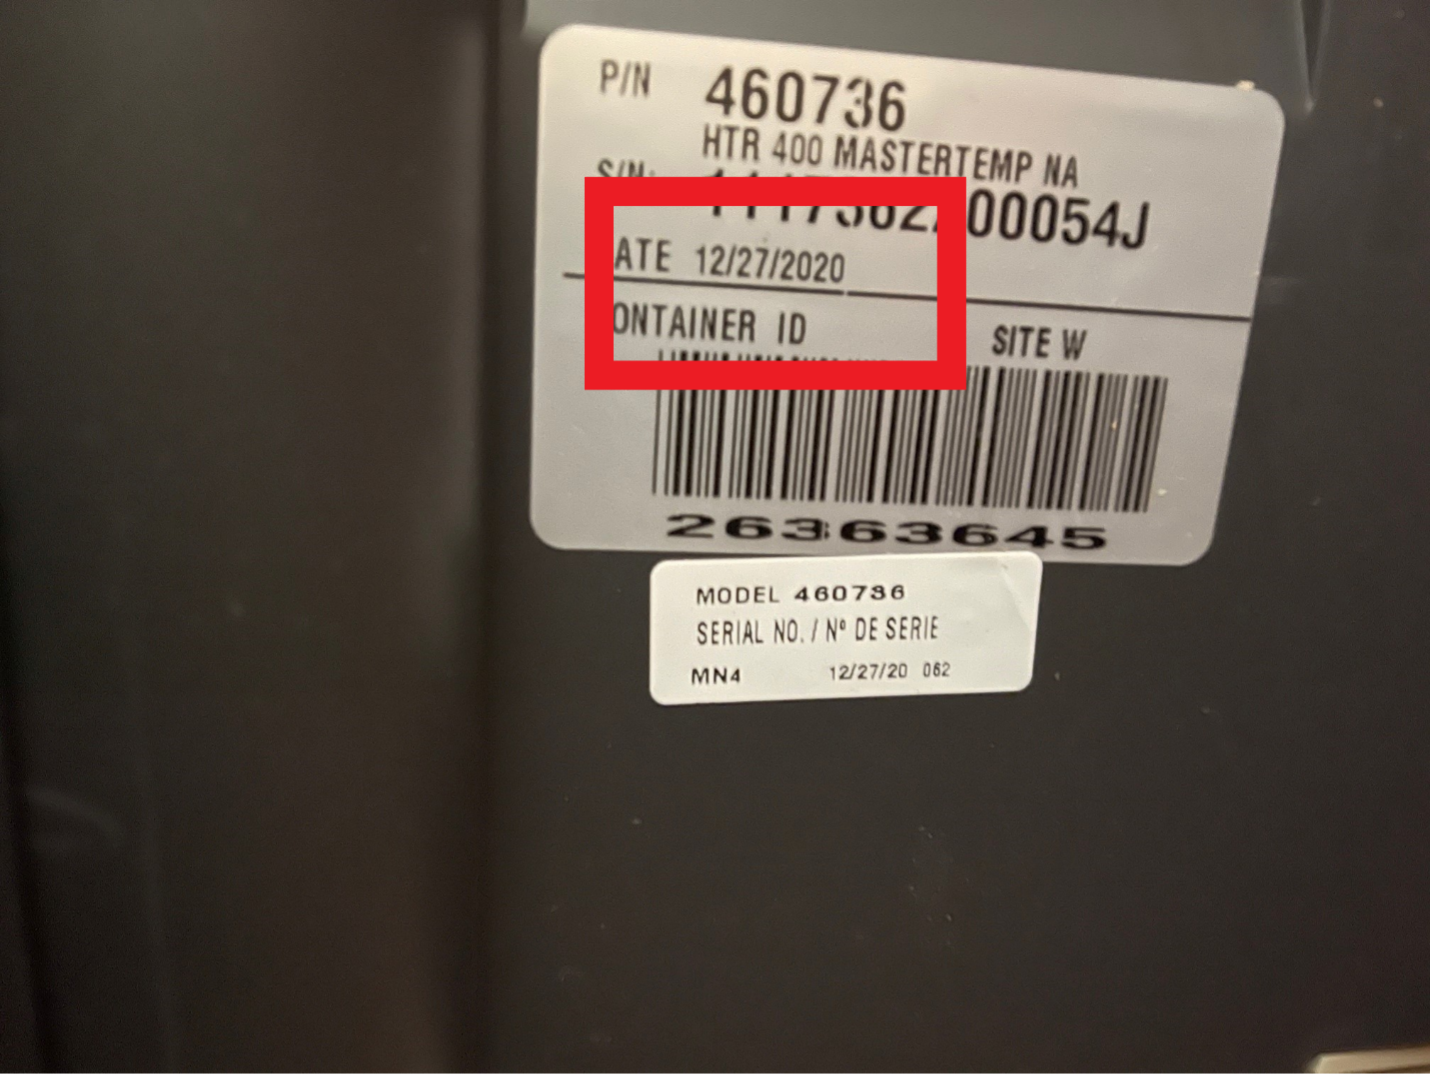 P/N 460736
HTR 400 MASTERTEMP NA
S/N: 00054J
ATE 12/27/2020
ONTAINER ID SITE W
26363645
MODEL 460736
SERIAL NO. / Nº DE SERIE
MN4 12/27/20 062